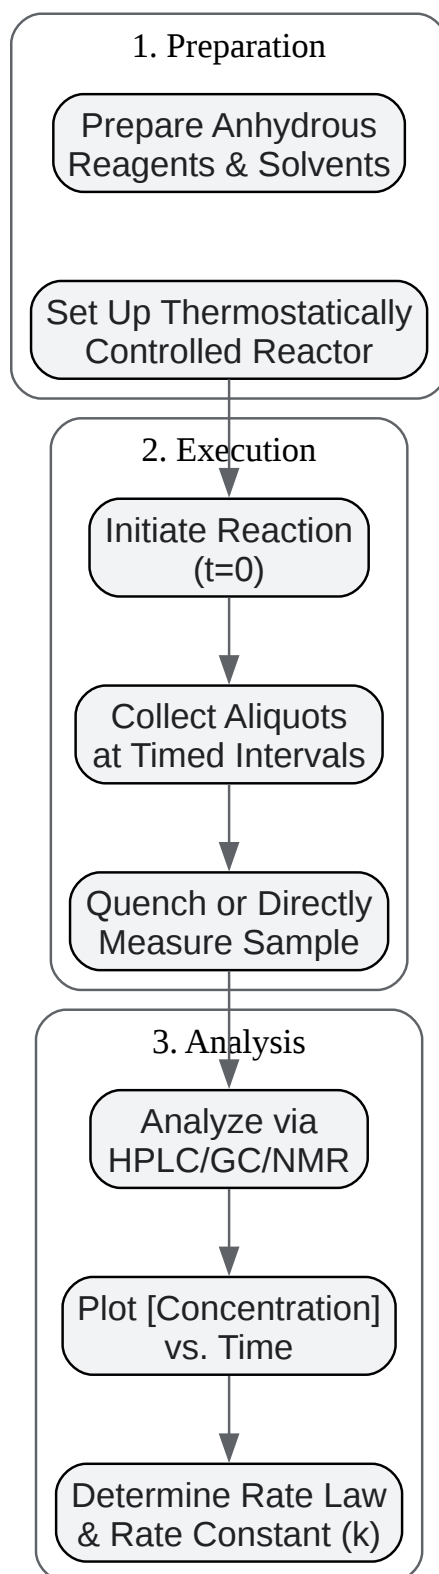 1. Preparation
Prepare Anhydrous
Reagents & Solvents
Set Up Thermostatically
Controlled Reactor
2. Execution
Initiate Reaction
(t=0)
Collect Aliquots
at Timed Intervals
Quench or Directly
Measure Sample
3. Analysis
Analyze via
HPLC/GC/NMR
Plot [Concentration]
vs. Time
Determine Rate Law
& Rate Constant (k)